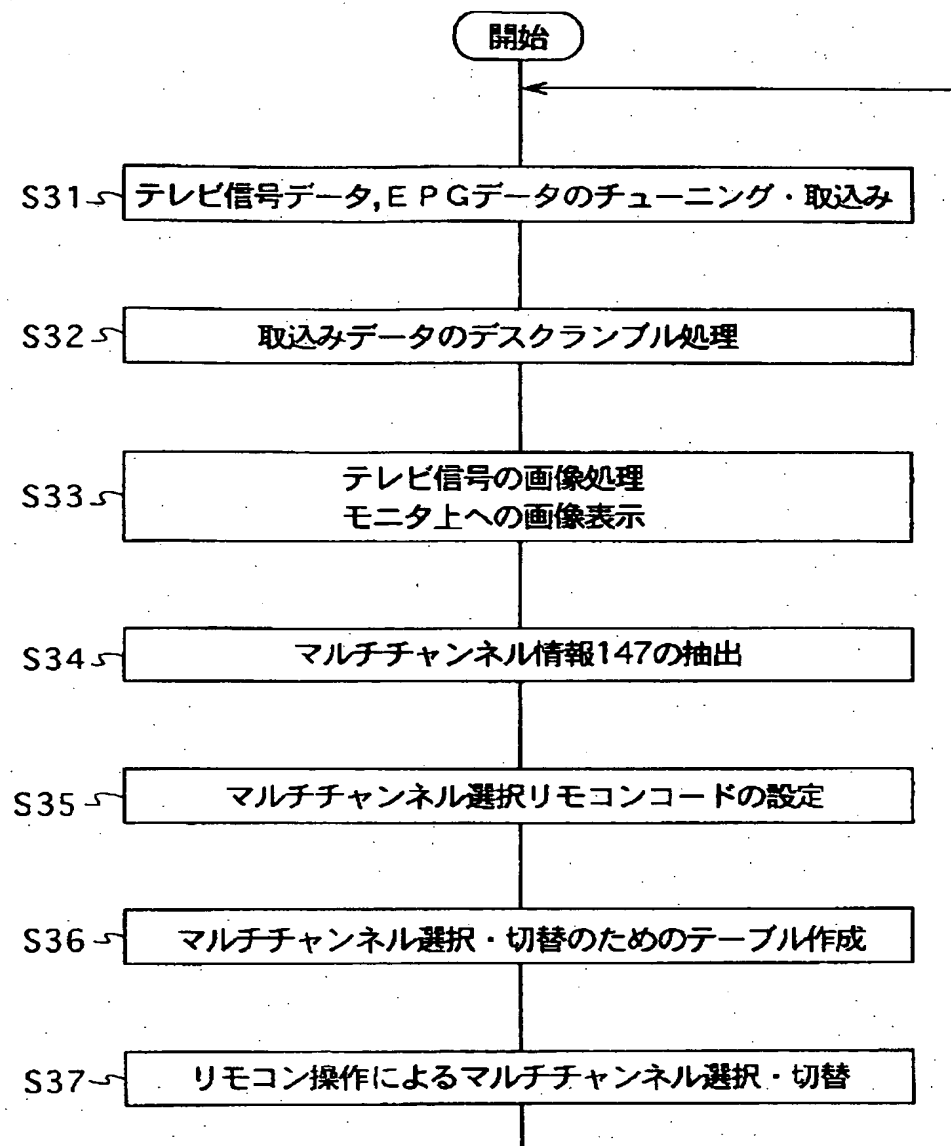 開始
S31 テレビ信号データ,EPGデータのチューニング・取込み
S32 取込みデータのデスクランブル処理
S33 テレビ信号の画像処理
モニタ上への画像表示
S34 マルチチャンネル情報147の抽出
S35 マルチチャンネル選択リモコンコードの設定
S36 マルチチャンネル選択・切替のためのテーブル作成
S37 リモコン操作によるマルチチャンネル選択・切替